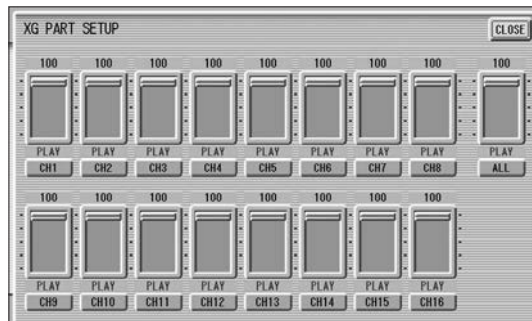 XG PART SETUP CLOSE
100 100 100 100 100 100 100 100 100
PLAY PLAY PLAY PLAY PLAY PLAY PLAY PLAY PLAY
CH1 CH2 CH3 CH4 CH5 CH6 CH7 CH8 ALL
100 100 100 100 100 100 100 100
PLAY PLAY PLAY PLAY PLAY PLAY PLAY PLAY
CH9 CH10 CH11 CH12 CH13 CH14 CH15 CH16